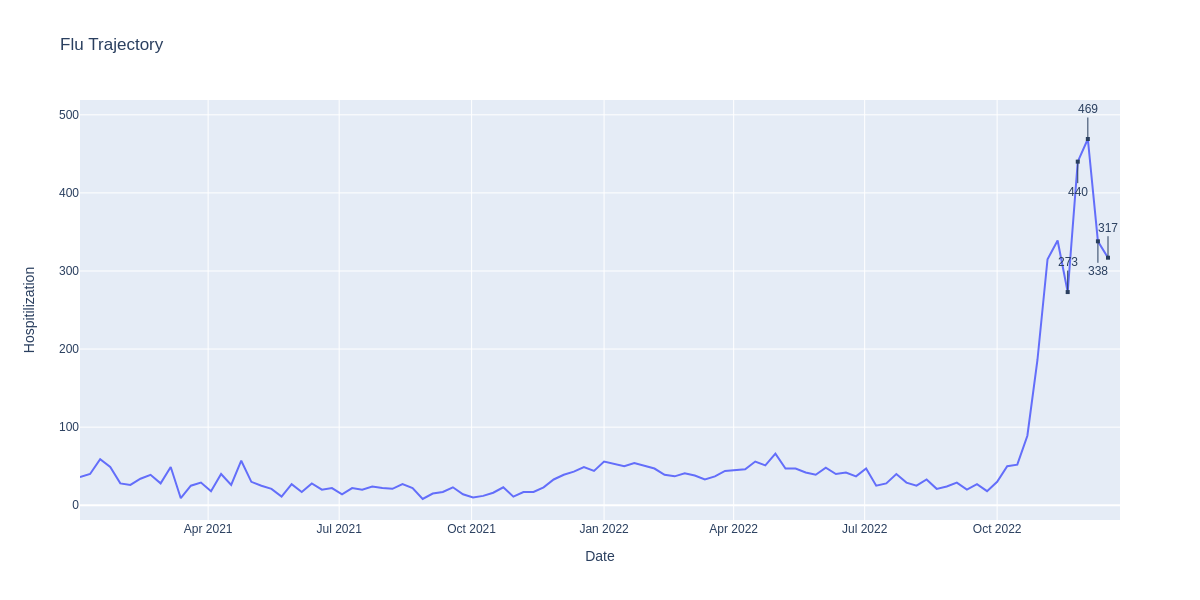 Flu Trajectory
500
400
300
200
100
0
Hospitilization
469
440
317
273
338
Apr 2021
Jul 2021
Oct 2021
Jan 2022
Apr 2022
Jul 2022
Oct 2022
Date